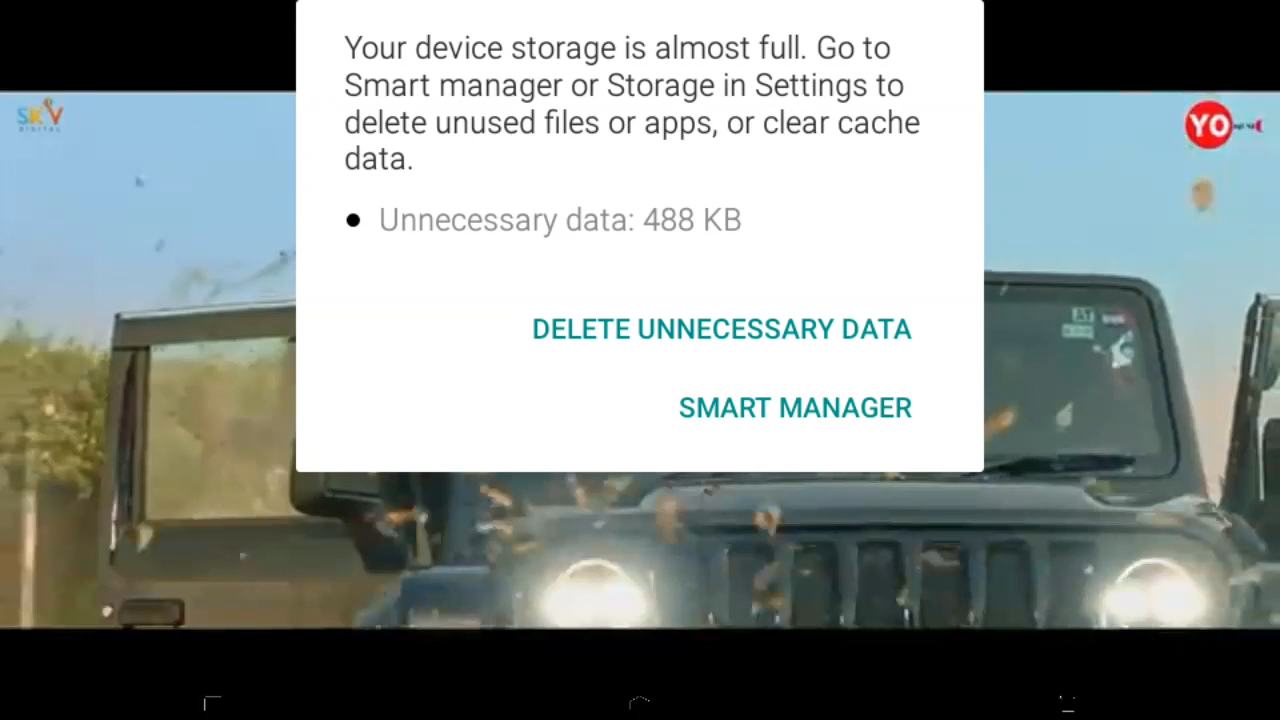 Your device storage is almost full. Go to
Smart manager or Storage in Settings to
delete unused files or apps, or clear cache
data.
● Unnecessary data: 488 KB
DELETE UNNECESSARY DATA
SMART MANAGER
SKV
DIGITAL
YO